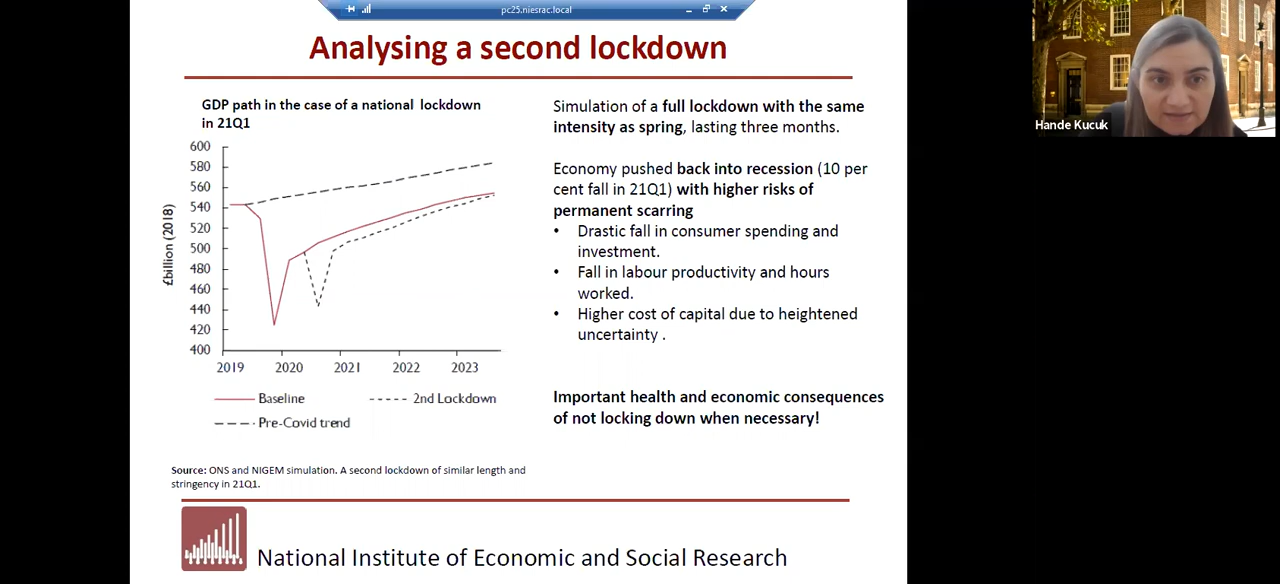 pc25.niesrac.local
Analysing a second lockdown
GDP path in the case of a national lockdown
in 21Q1
600
580
560
540
520
500
480
460
440
420
400
£billion (2018)
2019 2020 2021 2022 2023
Baseline 2nd Lockdown
Pre-Covid trend
Source: ONS and NIGEM simulation. A second lockdown of similar length and
stringency in 21Q1.
Simulation of a full lockdown with the same
intensity as spring, lasting three months.
Economy pushed back into recession (10 per
cent fall in 21Q1) with higher risks of
permanent scarring
• Drastic fall in consumer spending and
investment.
• Fall in labour productivity and hours
worked.
• Higher cost of capital due to heightened
uncertainty .
Important health and economic consequences
of not locking down when necessary!
National Institute of Economic and Social Research
Hande Kucuk